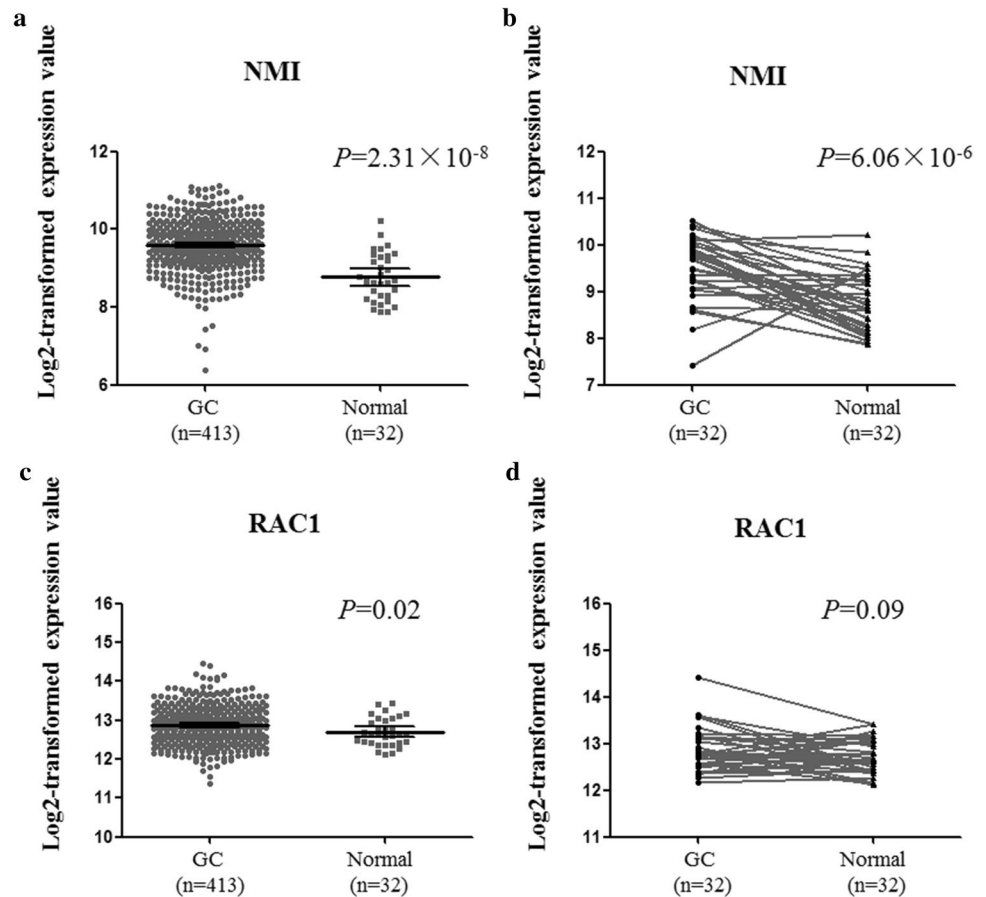 a
NMI
Log2-transformed expression value
P=2.31×10-8
12
10
8
6
GC
(n=413)
Normal
(n=32)
b
NMI
Log2-transformed expression value
P=6.06×10-6
12
11
10
9
8
7
GC
(n=32)
Normal
(n=32)
c
RAC1
Log2-transformed expression value
P=0.02
16
15
14
13
12
11
10
GC
(n=413)
Normal
(n=32)
d
RAC1
Log2-transformed expression value
P=0.09
16
15
14
13
12
11
GC
(n=32)
Normal
(n=32)